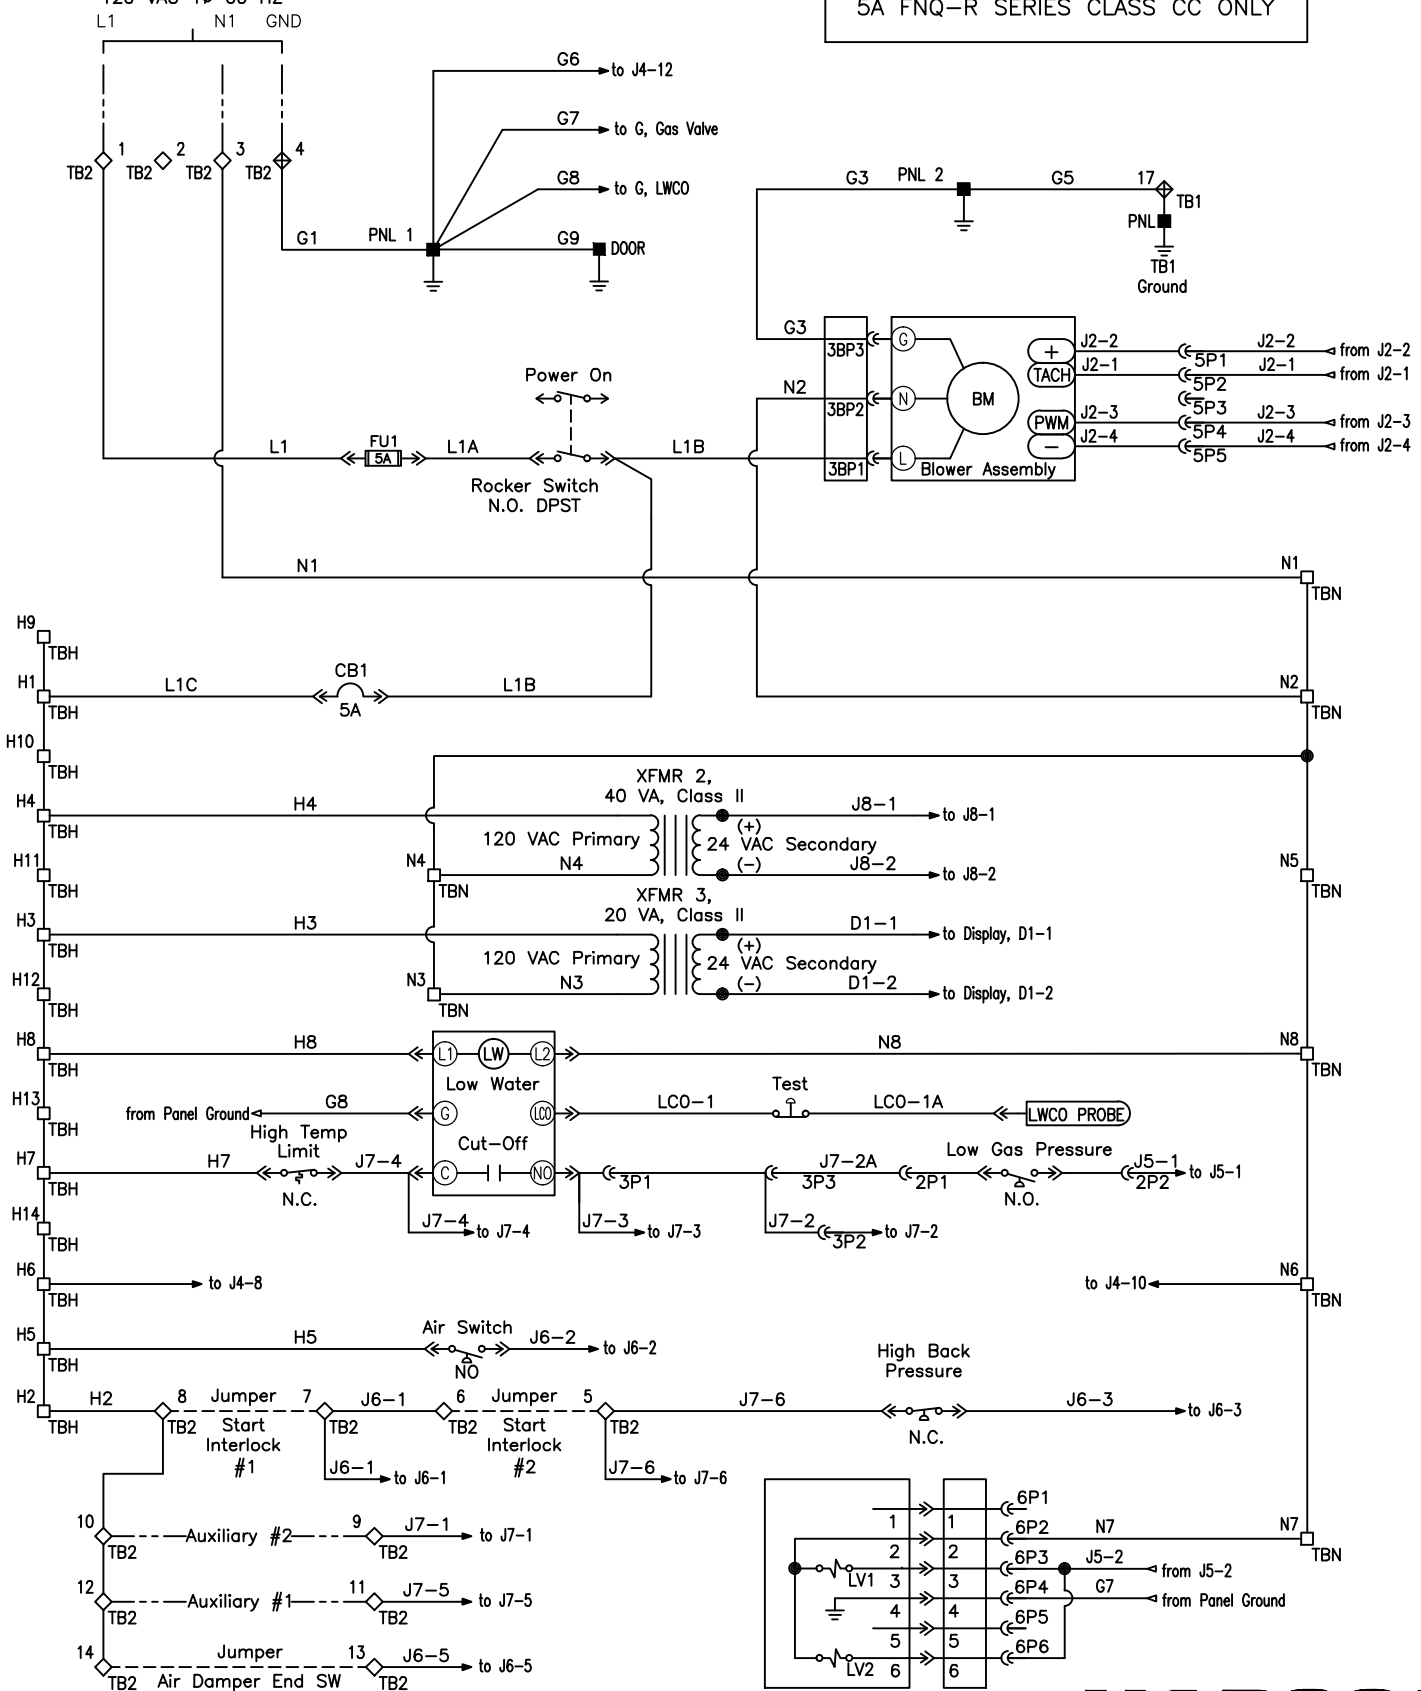 5A FNQ-R SERIES CLASS CC ONLY
L1 N1 GND
G6 to J4-12
G7 to G, Gas Valve
1 2 3 4
TB2 TB2 TB2 TB2
G8 to G, LWCO
G3 PNL 2 G5 17 TB1
PNL
G1 PNL 1 G9 DOOR
TB1
Ground
G3 3BP3 G
N2 3BP2 N BM
+ J2-2 5P1 J2-2 from J2-2
TACH J2-1 5P2 J2-1 from J2-1
5P3
PWM J2-3 5P4 J2-3 from J2-3
- J2-4 5P5 J2-4 from J2-4
Power On
L1 FU1 5A L1A L1B 3BP1 L Blower Assembly
Rocker Switch
N.O. DPST
N1 N1 TBN
H9 TBH
H1 TBH L1C CB1 5A L1B N2 TBN
H10 TBH
XFMR 2,
40 VA, Class II
H4 TBH H4 J8-1 to J8-1
120 VAC Primary (+)
24 VAC Secondary
(-)
H11 TBH N4 TBN N4 J8-2 to J8-2 N5 TBN
XFMR 3,
20 VA, Class II
H3 TBH H3 D1-1 to Display, D1-1
120 VAC Primary (+)
24 VAC Secondary
(-)
H12 TBH N3 TBN N3 D1-2 to Display, D1-2
H8 TBH H8 L1 LW L2 N8 N8 TBN
Low Water
H13 TBH from Panel Ground G8 G LCO LCO-1 Test LCO-1A LWCO PROBE
High Temp
Limit
Cut-Off
Low Gas Pressure
H7 TBH H7 N.C. J7-4 C NO 3P1 3P3 J7-2A 2P1 N.O. 2P2 J5-1 to J5-1
H14 TBH J7-4 to J7-4 J7-3 to J7-3 J7-2 3P2 to J7-2
H6 TBH to J4-8 to J4-10 N6 TBN
H5 TBH H5 Air Switch NO J6-2 to J6-2
High Back
Pressure
H2 TBH H2 8 TB2 Jumper 7 TB2 J6-1 6 TB2 Jumper 5 TB2 J7-6 N.C. J6-3 to J6-3
Start
Interlock
#1
Start
Interlock
#2
J6-1 to J6-1 J7-6 to J7-6
10 TB2 Auxiliary #2 9 TB2 J7-1 to J7-1
12 TB2 Auxiliary #1 11 TB2 J7-5 to J7-5
14 TB2 Jumper 13 TB2 J6-5 to J6-5
Air Damper End SW
1 1 6P1
2 2 6P2 N7 N7 TBN
LV1 3 3 6P3 J5-2 from J5-2
4 4 6P4 G7 from Panel Ground
5 5 6P5
LV2 6 6 6P6